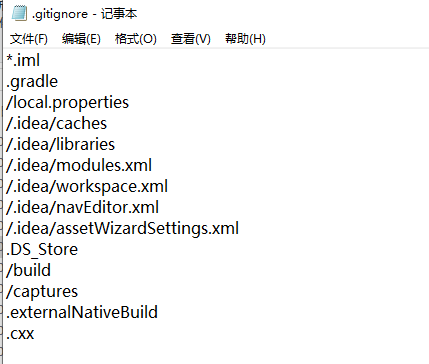 .gitignore - 记事本
文件(F) 编辑(E) 格式(O) 查看(V) 帮助(H)
*.iml
.gradle
/local.properties
/.idea/caches
/.idea/libraries
/.idea/modules.xml
/.idea/workspace.xml
/.idea/navEditor.xml
/.idea/assetWizardSettings.xml
.DS_Store
/build
/captures
.externalNativeBuild
.cxx